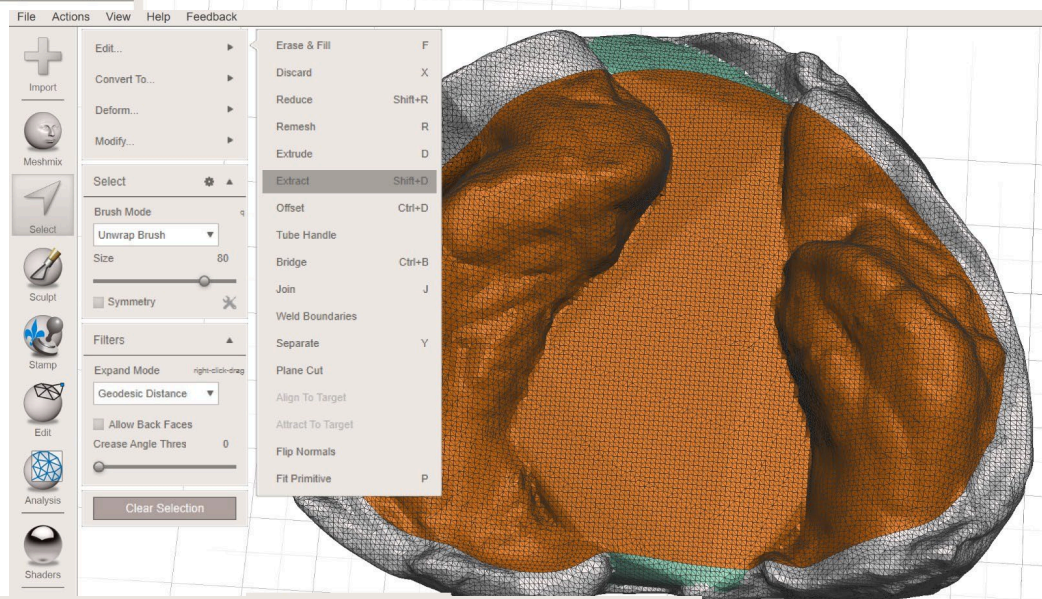 File Actions View Help Feedback
Import
Meshmix
Select
Sculpt
Stamp
Edit
Analysis
Shaders
Edit...
Convert To...
Deform...
Modify...
Select
Brush Mode q
Unwrap Brush
Size 80
Symmetry
Filters
Expand Mode right-click-drag
Geodesic Distance
Allow Back Faces
Crease Angle Thres 0
Clear Selection
Erase & Fill F
Discard X
Reduce Shift+R
Remesh R
Extrude D
Extract Shift+D
Offset Ctrl+D
Tube Handle
Bridge Ctrl+B
Join J
Weld Boundaries
Separate Y
Plane Cut
Align To Target
Attract To Target
Flip Normals
Fit Primitive P